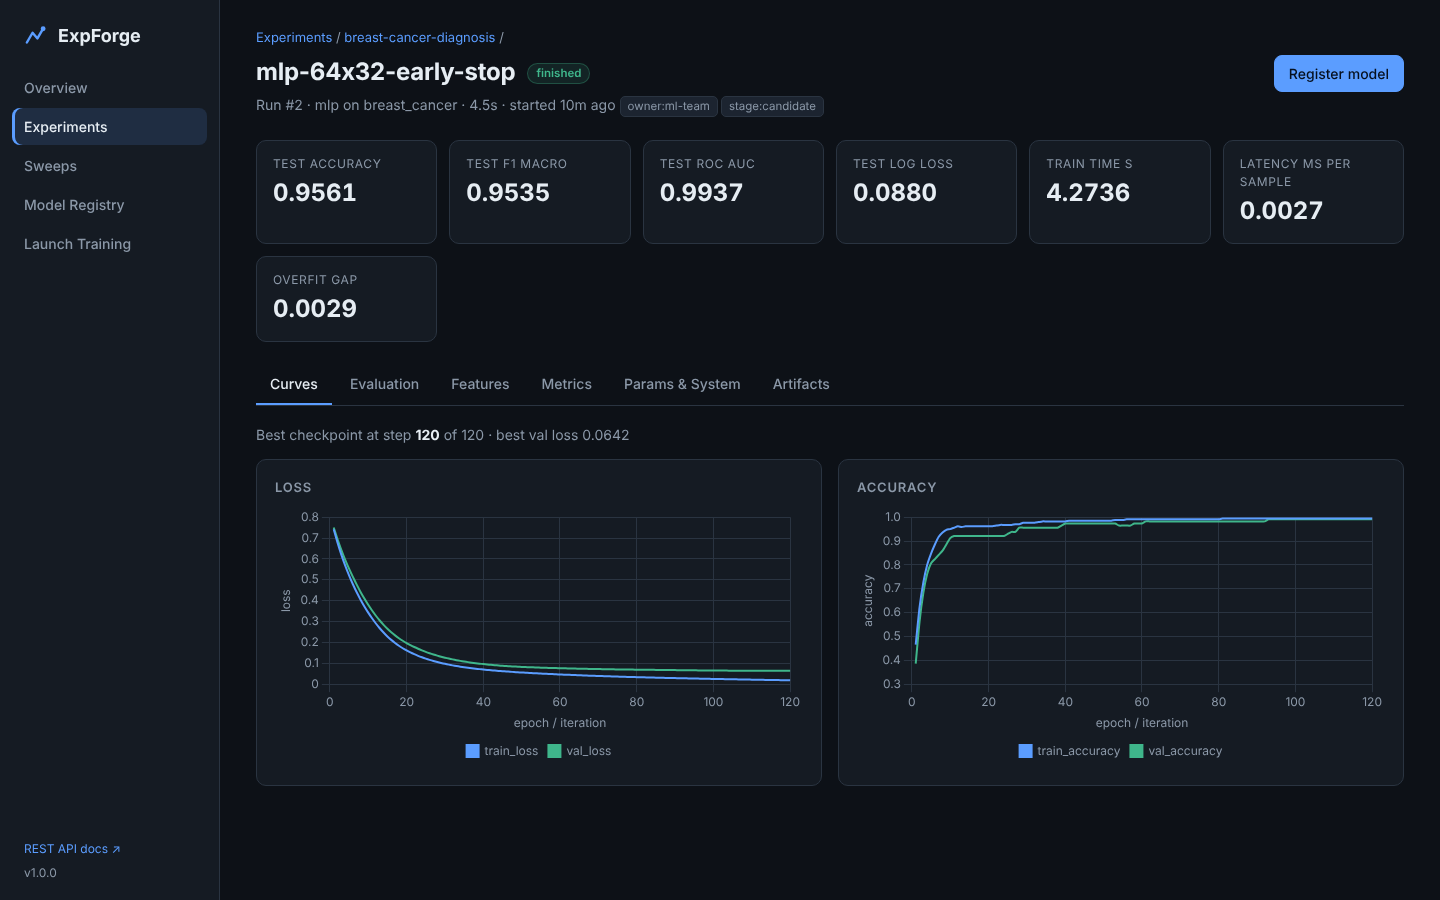 ExpForge
Overview
Experiments
Sweeps
Model Registry
Launch Training
REST API docs ↗
v1.0.0
Experiments / breast-cancer-diagnosis /
mlp-64x32-early-stop finished
Register model
Run #2 · mlp on breast_cancer · 4.5s · started 10m ago owner:ml-team stage:candidate
TEST ACCURACY
0.9561
TEST F1 MACRO
0.9535
TEST ROC AUC
0.9937
TEST LOG LOSS
0.0880
TRAIN TIME S
4.2736
LATENCY MS PER
SAMPLE
0.0027
OVERFIT GAP
0.0029
Curves Evaluation Features Metrics Params & System Artifacts
Best checkpoint at step 120 of 120 · best val loss 0.0642
LOSS
0.8
0.7
0.6
0.5
0.4
0.3
0.2
0.1
0
loss
0 20 40 60 80 100 120
epoch / iteration
train_loss val_loss
ACCURACY
1.0
0.9
0.8
0.7
0.6
0.5
0.4
0.3
accuracy
0 20 40 60 80 100 120
epoch / iteration
train_accuracy val_accuracy